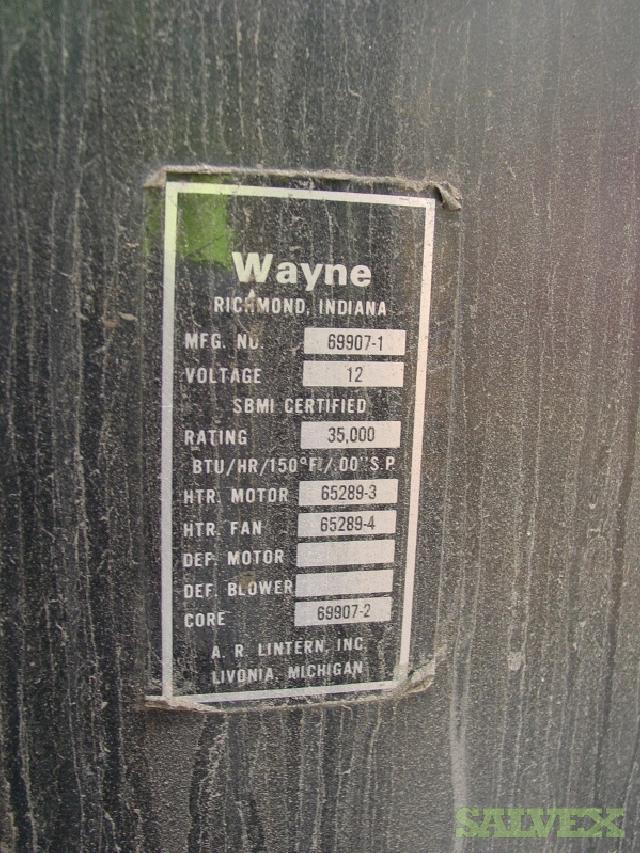 Wayne
RICHMOND, INDIANA
MFG. NO. 69907-1
VOLTAGE 12
SBMI CERTIFIED
RATING 35,000
BTU/HR/150°F/.00"S.P.
HTR. MOTOR 65289-3
HTR. FAN 65289-4
DEF. MOTOR
DEF. BLOWER
CORE 69907-2
A. R. LINTERN, INC.
LIVONIA, MICHIGAN
SALVEX